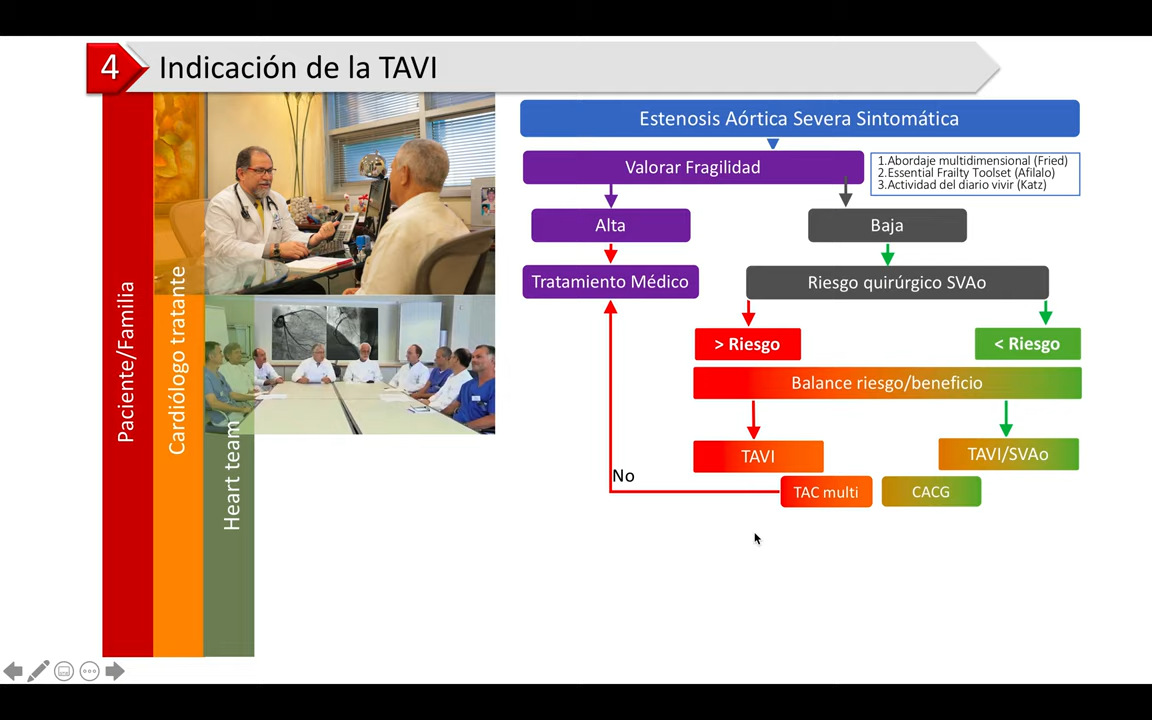 4
Indicación de la TAVI
Paciente/Familia
Cardiólogo tratante
Heart team
Estenosis Aórtica Severa Sintomática
Valorar Fragilidad
1.Abordaje multidimensional (Fried)
2.Essential Frailty Toolset (Afilalo)
3.Actividad del diario vivir (Katz)
Alta
Baja
Tratamiento Médico
Riesgo quirúrgico SVAo
> Riesgo
< Riesgo
Balance riesgo/beneficio
TAVI
TAVI/SVAo
No
TAC multi
CACG